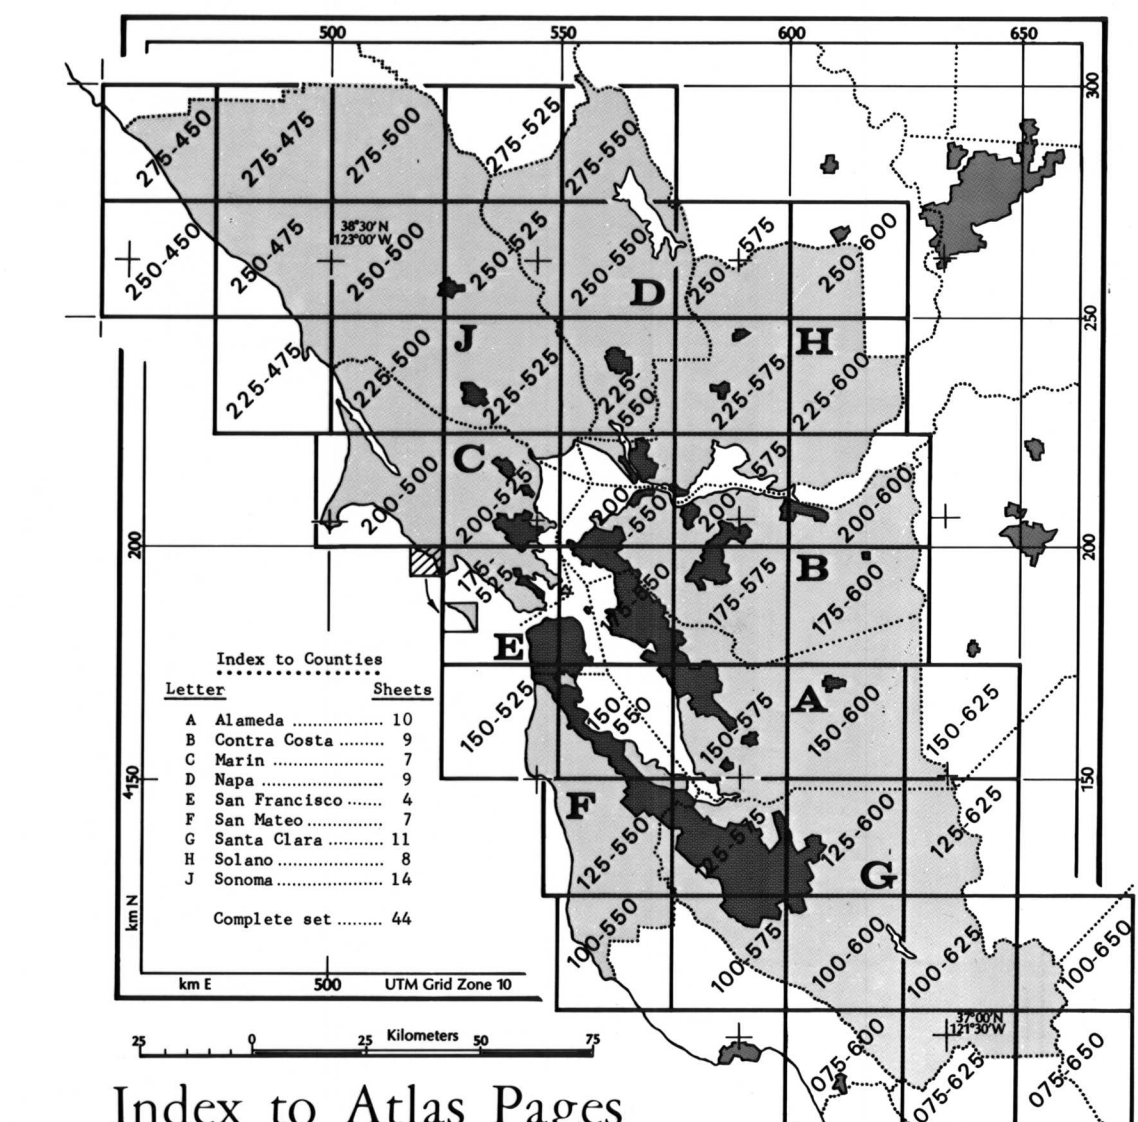 500 550 600 650
300
275-450 275-475 275-500 275-525 275-550
38°30'N
123°00'W
250-450 250-475 250-500 250-525 250-550 250-575 250-600
D
250
J H
225-475 225-500 225-525 225-550 225-575 225-600
C
200-500 200-525 200-550 200-575 200-600
200 200
B
175-525 175-550 175-575 175-600
E
A
150-525 150-550 150-575 150-600 150-625
Index to Counties
Letter Sheets
A Alameda .............. 10
B Contra Costa ......... 9
C Marin ................ 7
D Napa ................. 9
E San Francisco ...... 4
F San Mateo ............ 7
G Santa Clara .......... 11
H Solano ............... 8
J Sonoma ............... 14
Complete set ........ 44
⁴150 150
F
125-550 125-575 125-600 125-625
G
km N
100-550 100-575 100-600 100-625 100-650
km E 500 UTM Grid Zone 10
37°00'N
121°30'W
075-600 075-625 075-650
25 0 25 Kilometers 50 75
Index to Atlas Pages